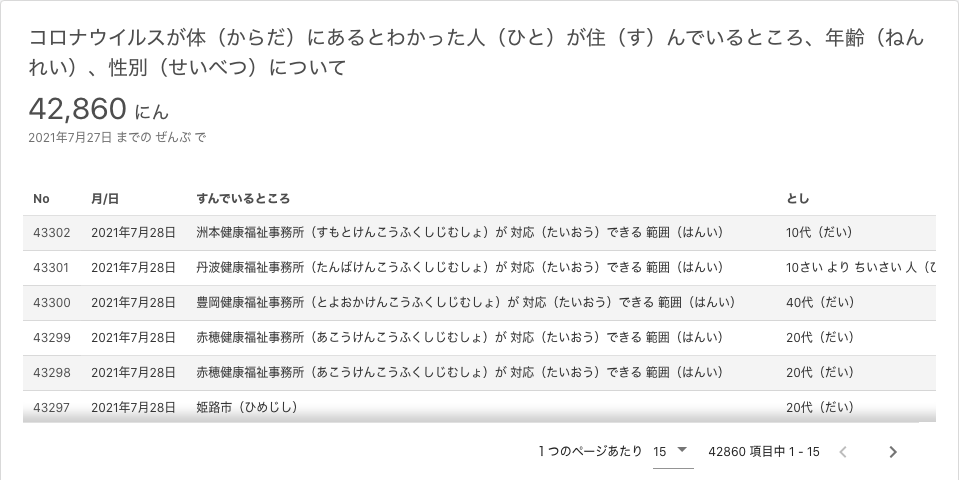 コロナウイルスが体（からだ）にあるとわかった人（ひと）が住（す）んでいるところ、年齢（ねん
れい）、性別（せいべつ）について
42,860 にん
2021年7月27日 までの ぜんぶ で
No 月/日 すんでいるところ とし
43302 2021年7月28日 洲本健康福祉事務所（すもとけんこうふくしじむしょ）が 対応（たいおう）できる 範囲（はんい） 10代（だい）
43301 2021年7月28日 丹波健康福祉事務所（たんばけんこうふくしじむしょ）が 対応（たいおう）できる 範囲（はんい） 10さい より ちいさい 人（ひ
43300 2021年7月28日 豊岡健康福祉事務所（とよおかけんこうふくしじむしょ）が 対応（たいおう）できる 範囲（はんい） 40代（だい）
43299 2021年7月28日 赤穂健康福祉事務所（あこうけんこうふくしじむしょ）が 対応（たいおう）できる 範囲（はんい） 20代（だい）
43298 2021年7月28日 赤穂健康福祉事務所（あこうけんこうふくしじむしょ）が 対応（たいおう）できる 範囲（はんい） 20代（だい）
43297 2021年7月28日 姫路市（ひめじし） 20代（だい）
1 つのページあたり 15 42860 項目中 1 - 15